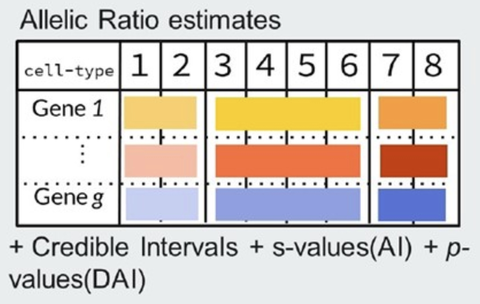 Allelic Ratio estimates
cell-type 1 2 3 4 5 6 7 8
Gene 1
⋮
Gene g
+ Credible Intervals + s-values(AI) + p-
values(DAI)